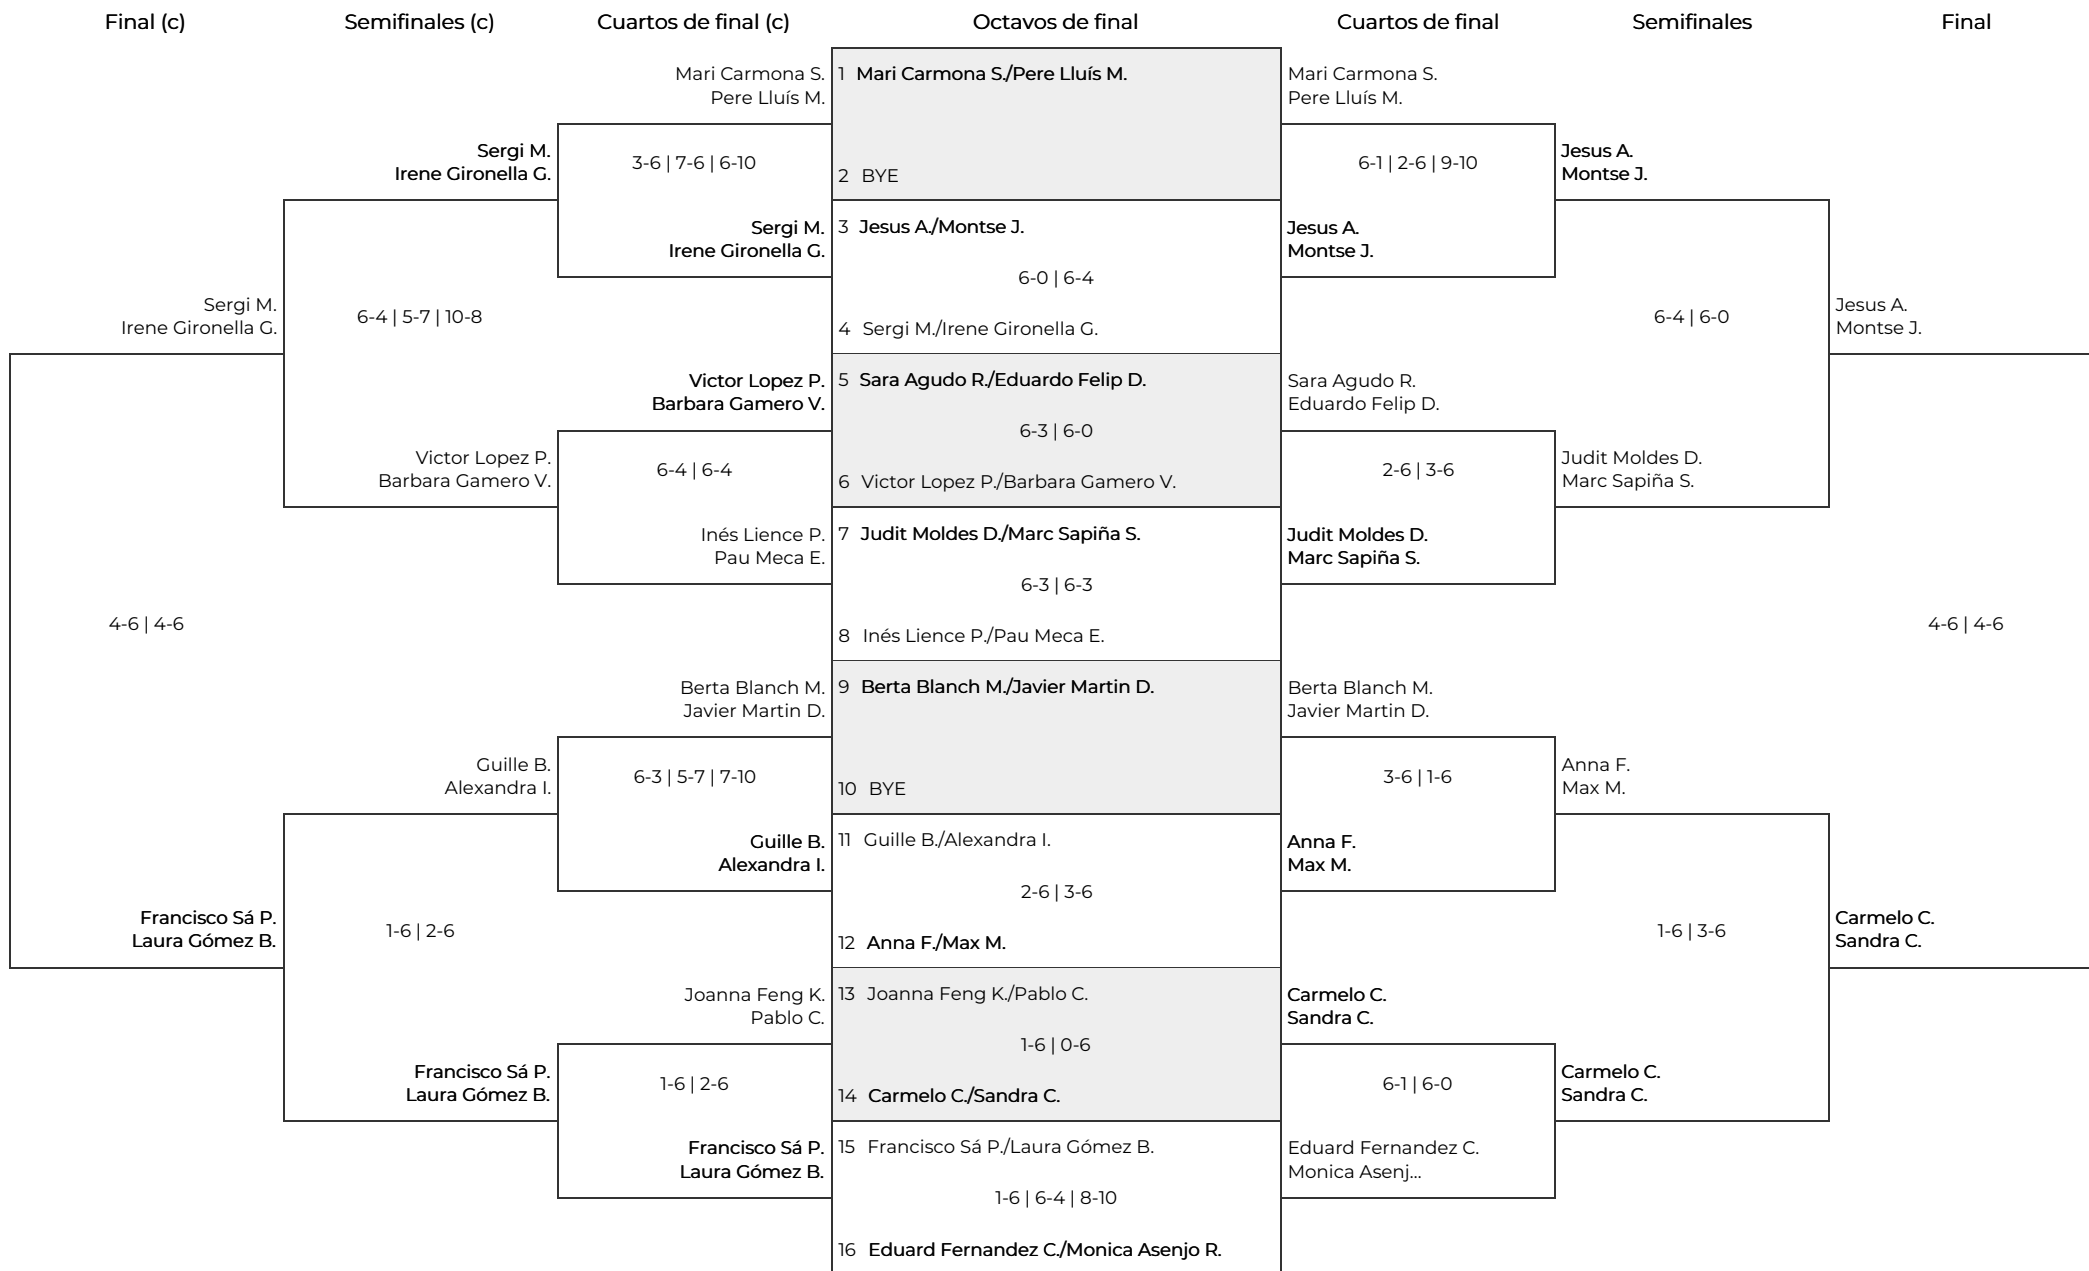 Final (c)
Semifinales (c)
Cuartos de final (c)
Octavos de final
Cuartos de final
Semifinales
Final
Sergi M.
Irene Gironella G.
4-6 | 4-6
Francisco Sá P.
Laura Gómez B.
Sergi M.
Irene Gironella G.
6-4 | 5-7 | 10-8
Victor Lopez P.
Barbara Gamero V.
Guille B.
Alexandra I.
1-6 | 2-6
Francisco Sá P.
Laura Gómez B.
Mari Carmona S.
Pere Lluís M.
3-6 | 7-6 | 6-10
Sergi M.
Irene Gironella G.
Victor Lopez P.
Barbara Gamero V.
6-4 | 6-4
Inés Lience P.
Pau Meca E.
Berta Blanch M.
Javier Martin D.
6-3 | 5-7 | 7-10
Guille B.
Alexandra I.
Joanna Feng K.
Pablo C.
1-6 | 2-6
Francisco Sá P.
Laura Gómez B.
1 Mari Carmona S./Pere Lluís M.
2 BYE
3 Jesus A./Montse J.
6-0 | 6-4
4 Sergi M./Irene Gironella G.
5 Sara Agudo R./Eduardo Felip D.
6-3 | 6-0
6 Victor Lopez P./Barbara Gamero V.
7 Judit Moldes D./Marc Sapiña S.
6-3 | 6-3
8 Inés Lience P./Pau Meca E.
9 Berta Blanch M./Javier Martin D.
10 BYE
11 Guille B./Alexandra I.
2-6 | 3-6
12 Anna F./Max M.
13 Joanna Feng K./Pablo C.
1-6 | 0-6
14 Carmelo C./Sandra C.
15 Francisco Sá P./Laura Gómez B.
1-6 | 6-4 | 8-10
16 Eduard Fernandez C./Monica Asenjo R.
Mari Carmona S.
Pere Lluís M.
6-1 | 2-6 | 9-10
Jesus A.
Montse J.
Sara Agudo R.
Eduardo Felip D.
2-6 | 3-6
Judit Moldes D.
Marc Sapiña S.
Berta Blanch M.
Javier Martin D.
3-6 | 1-6
Anna F.
Max M.
Carmelo C.
Sandra C.
6-1 | 6-0
Eduard Fernandez C.
Monica Asenj...
Jesus A.
Montse J.
6-4 | 6-0
Judit Moldes D.
Marc Sapiña S.
Anna F.
Max M.
1-6 | 3-6
Carmelo C.
Sandra C.
Jesus A.
Montse J.
4-6 | 4-6
Carmelo C.
Sandra C.